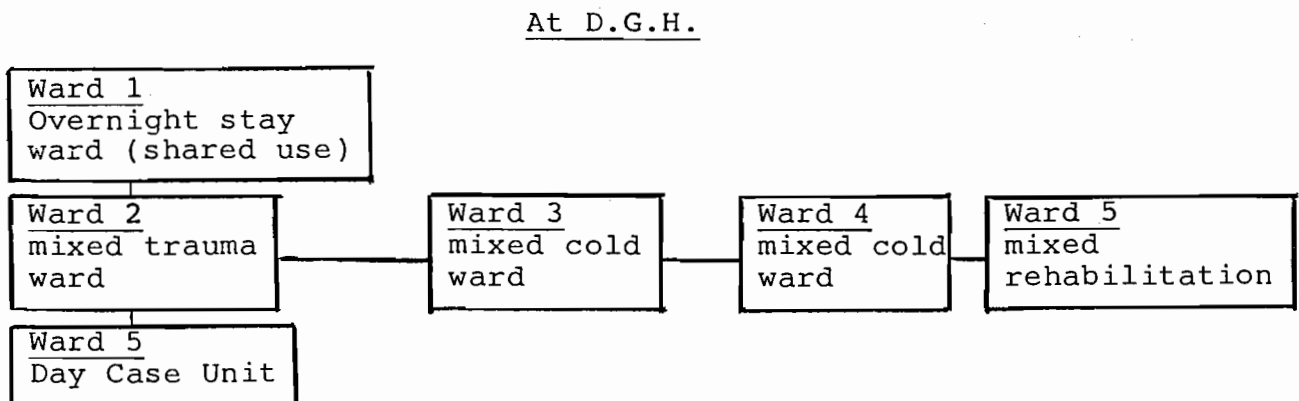 At D.G.H.
Ward 1
Overnight stay
ward (shared use)
Ward 2
mixed trauma
ward
Ward 3
mixed cold
ward
Ward 4
mixed cold
ward
Ward 5
mixed
rehabilitation
Ward 5
Day Case Unit